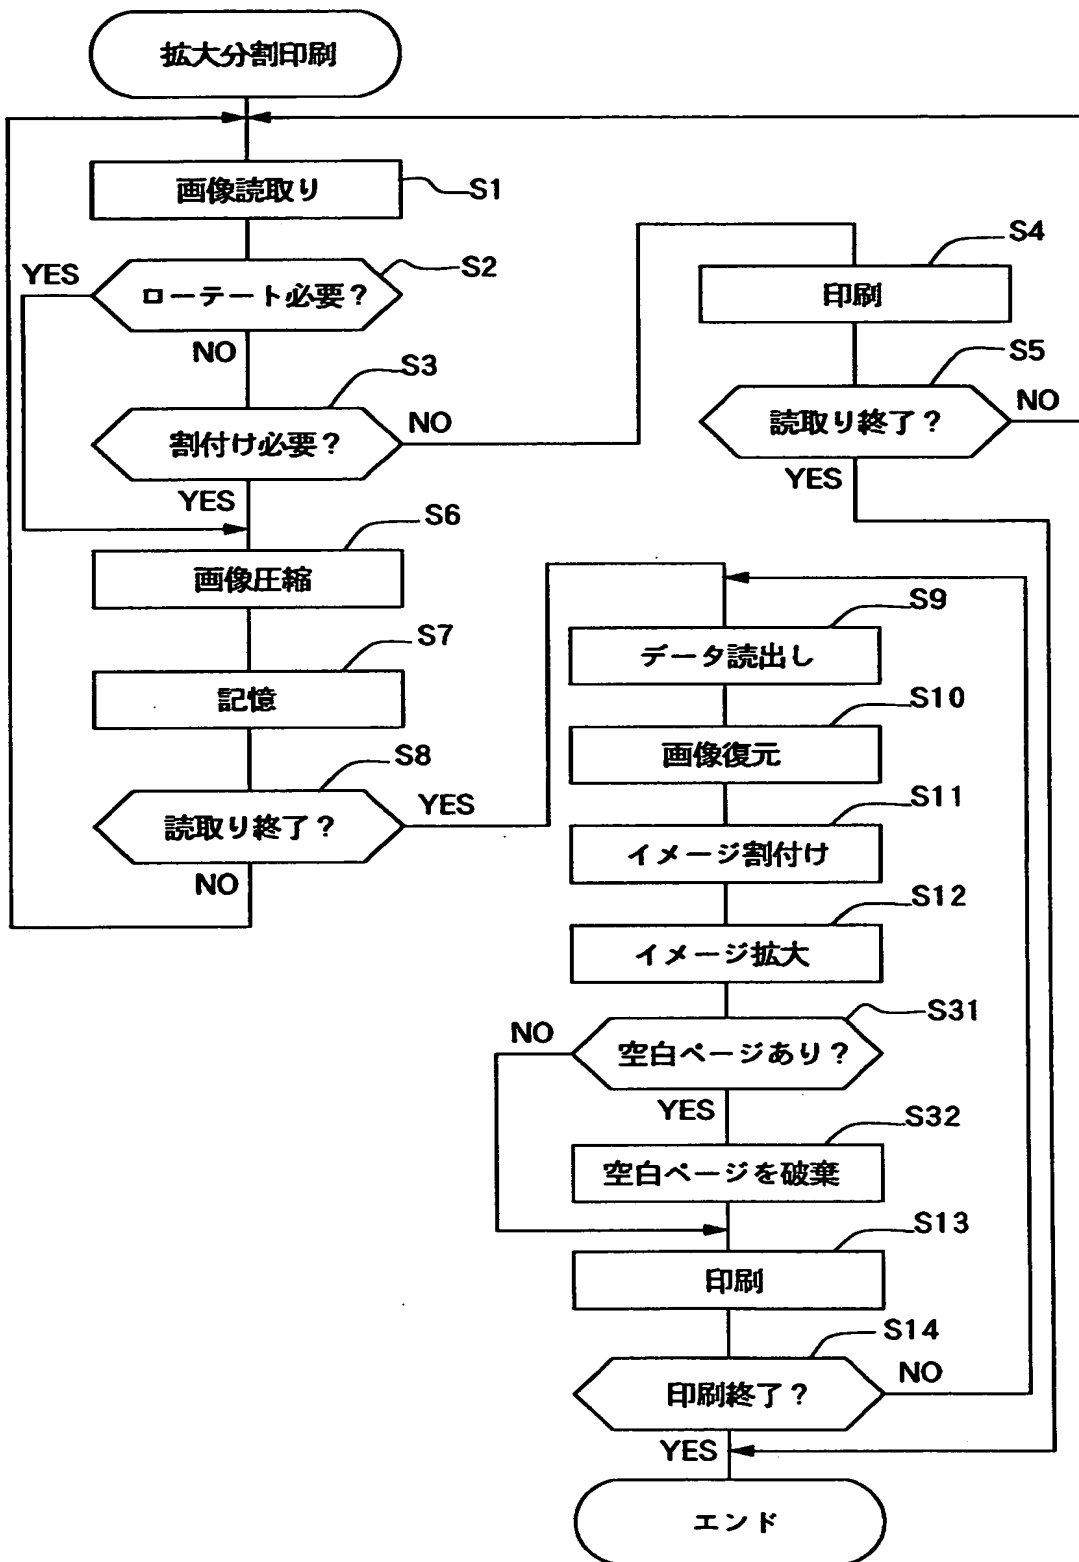 拡大分割印刷
画像読取り
S1
ローテート必要?
S2
YES
NO
割付け必要?
S3
NO
YES
印刷
S4
読取り終了?
S5
NO
YES
画像圧縮
S6
記憶
S7
読取り終了?
S8
YES
NO
データ読出し
S9
画像復元
S10
イメージ割付け
S11
イメージ拡大
S12
空白ページあり?
S31
NO
YES
空白ページを破棄
S32
印刷
S13
印刷終了?
S14
NO
YES
エンド